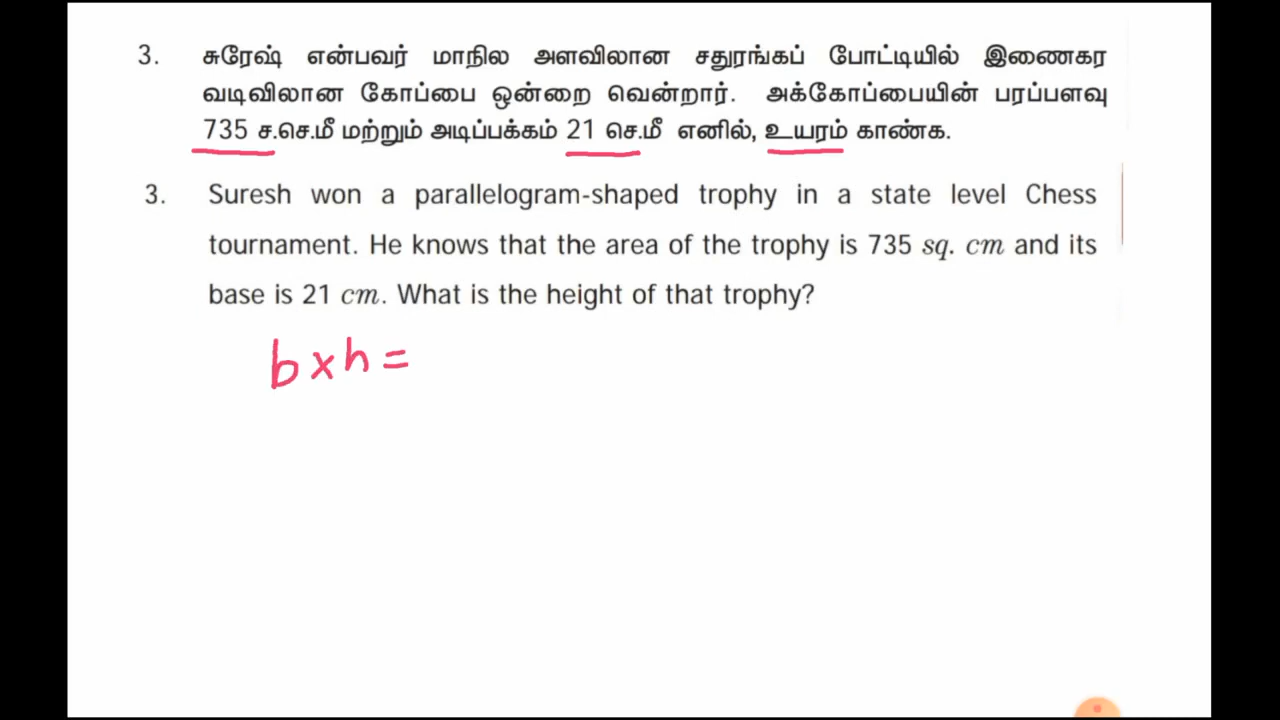 3. சுரேஷ் என்பவர் மாநில அளவிலான சதுரங்கப் போட்டியில் இணைகர
வடிவிலான கோப்பை ஒன்றை வென்றார். அக்கோப்பையின் பரப்பளவு
735 ச.செ.மீ மற்றும் அடிப்பக்கம் 21 செ.மீ எனில், உயரம் காண்க.
3. Suresh won a parallelogram-shaped trophy in a state level Chess
tournament. He knows that the area of the trophy is 735 sq. cm and its
base is 21 cm. What is the height of that trophy?
b×h=